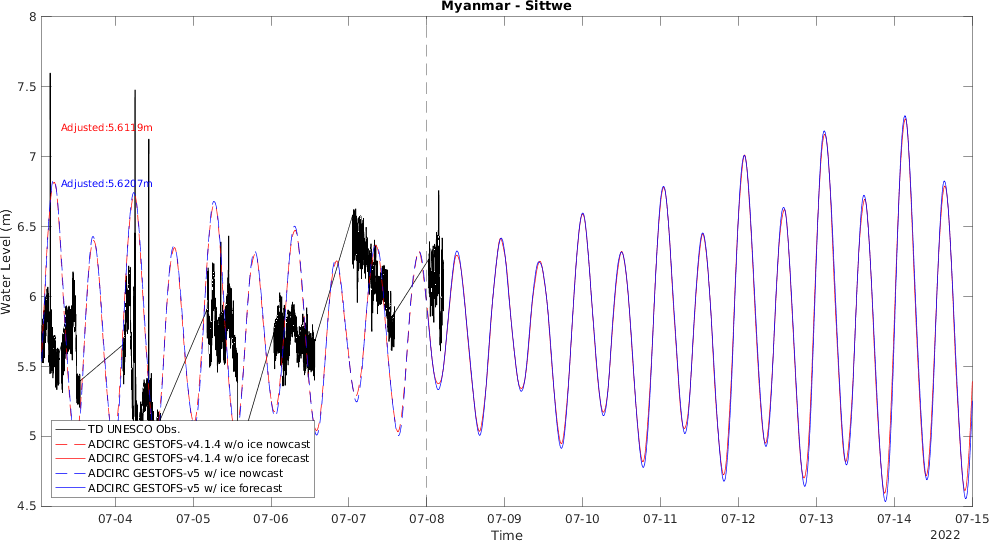 Myanmar - Sittwe
Water Level (m)
8
7.5
7
6.5
6
5.5
5
4.5
Adjusted:5.6119m
Adjusted:5.6207m
TD UNESCO Obs.
ADCIRC GESTOFS-v4.1.4 w/o ice nowcast
ADCIRC GESTOFS-v4.1.4 w/o ice forecast
ADCIRC GESTOFS-v5 w/ ice nowcast
ADCIRC GESTOFS-v5 w/ ice forecast
07-04 07-05 07-06 07-07 07-08 07-09 07-10 07-11 07-12 07-13 07-14 07-15
Time
2022